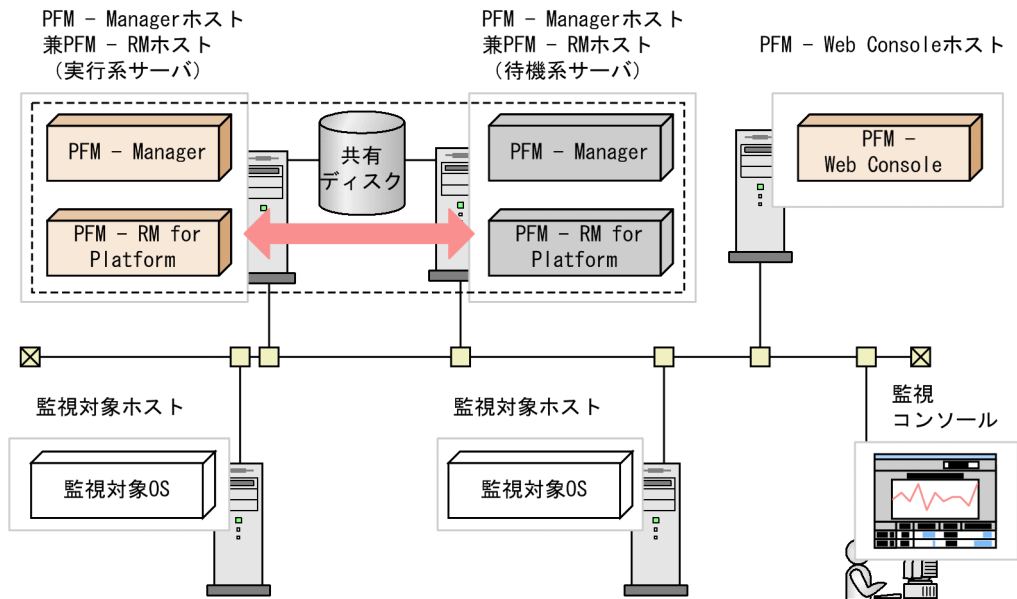 PFM － Managerホスト
兼PFM － RMホスト
（実行系サーバ）
PFM － Managerホスト
兼PFM － RMホスト
（待機系サーバ）
PFM － Web Consoleホスト
PFM － Manager
共有
ディスク
PFM － Manager
PFM －
Web Console
PFM － RM for
Platform
PFM － RM for
Platform
監視対象ホスト
監視対象ホスト
監視
コンソール
監視対象OS
監視対象OS